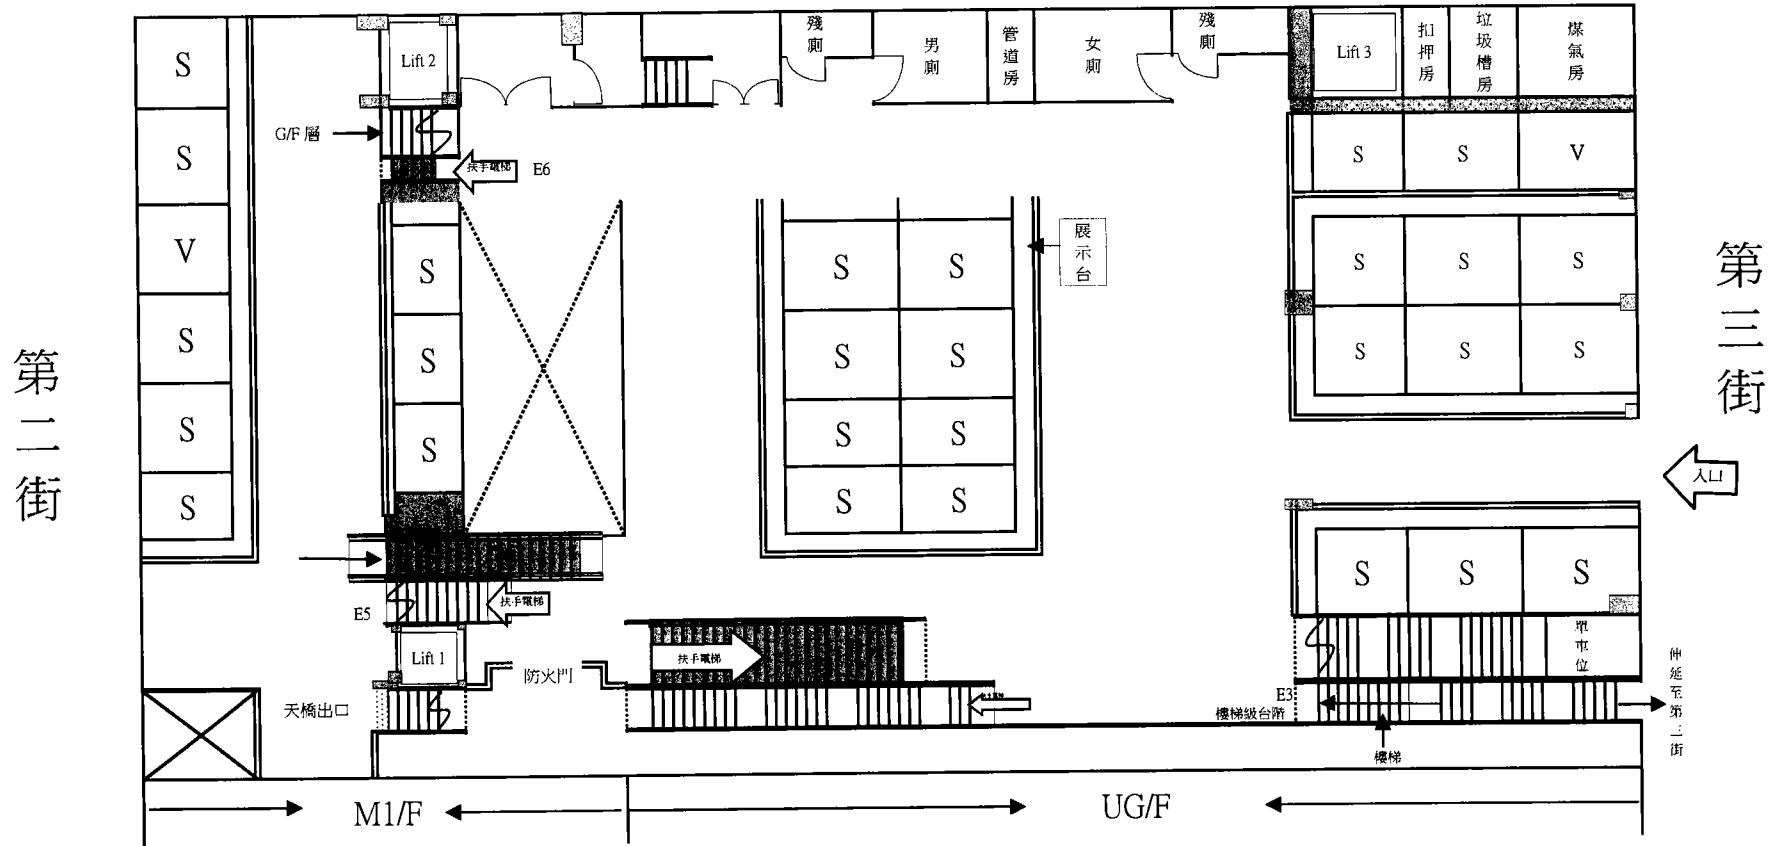 殘廁
男廁
管道房
女廁
殘廁
扣押房
垃圾槽房
煤氣房
Lift 2
Lift 3
S
G/F 層
扶手電梯
E6
S
S
S
V
V
S
S
S
展示台
S
S
S
S
S
第三街
第二街
S
S
S
S
S
S
S
S
S
S
S
S
入口
S
S
S
S
S
S
E5
扶手電梯
Lift 1
扶手電梯
防火門
單車位
天橋出口
E3
樓梯級台階
樓梯
伸延至第三街
M1/F
UG/F